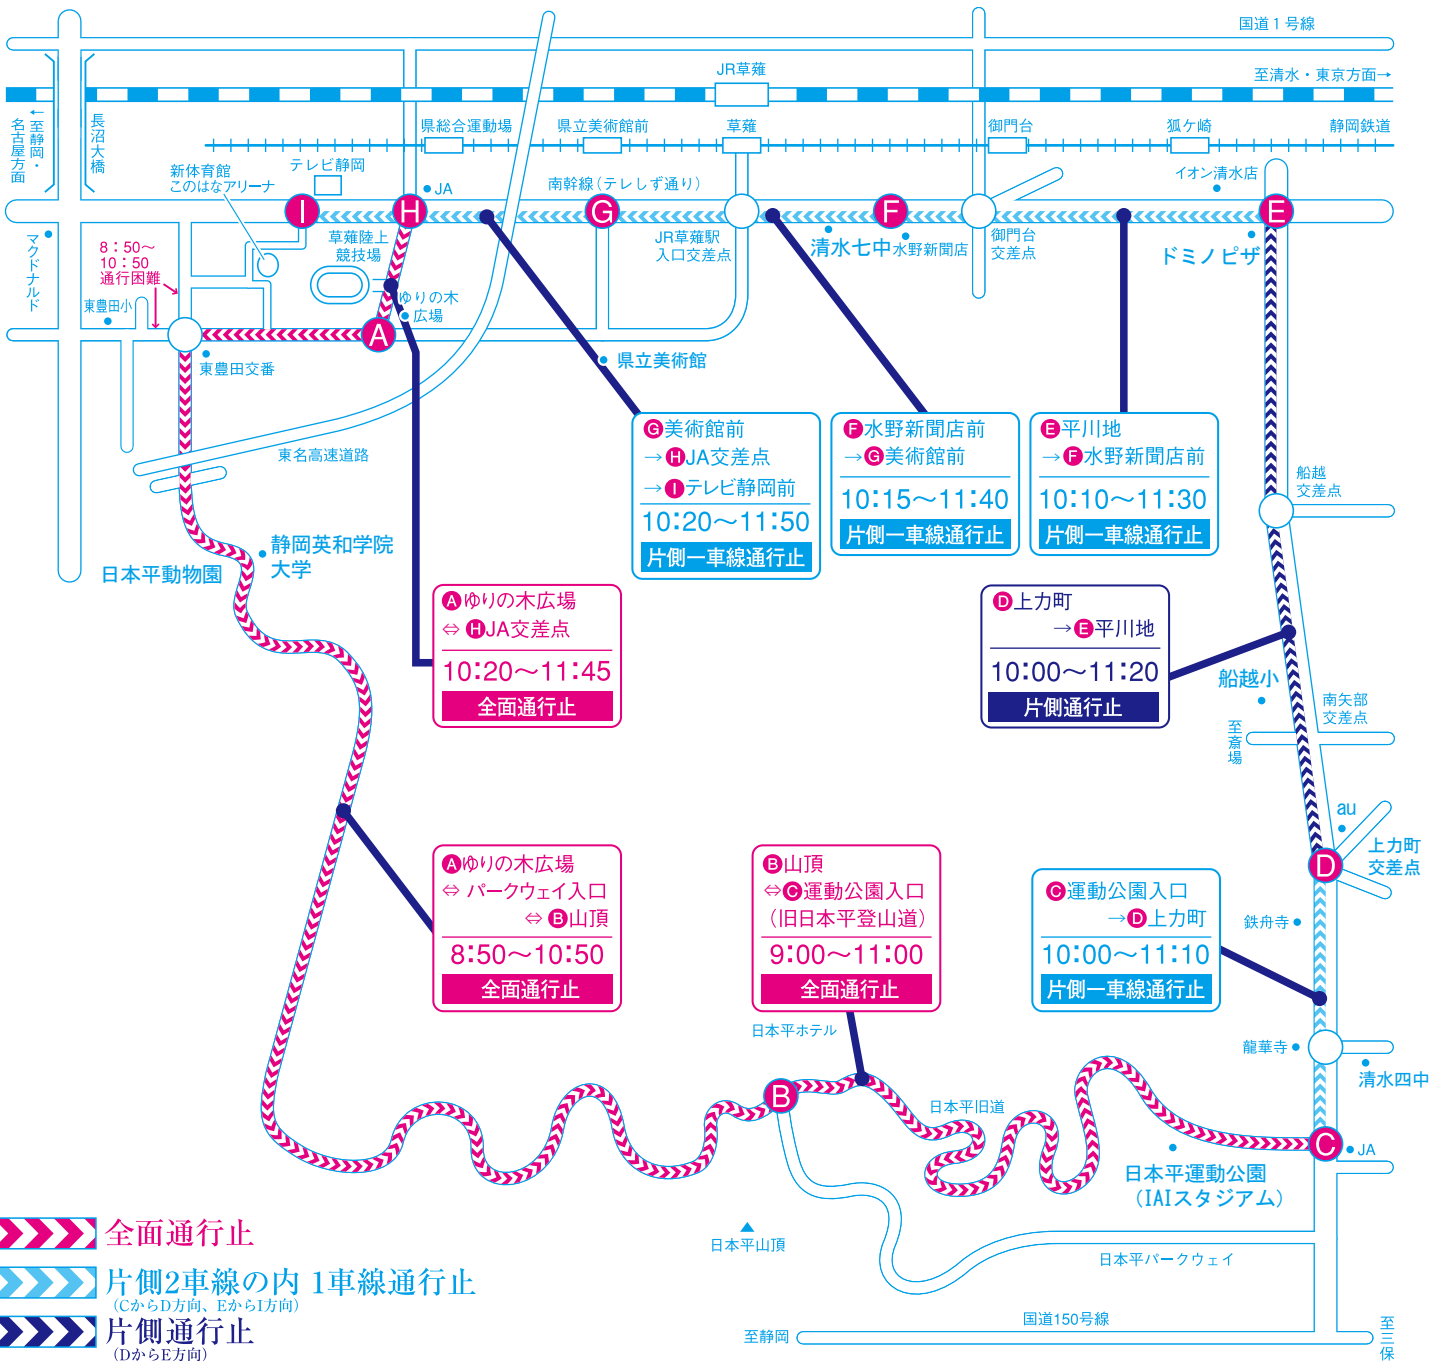 国道1号線
JR草薙
至清水・東京方面→
←至静岡・
名古屋方面
長沼大橋
県総合運動場
県立美術館前
草薙
御門台
狐ケ崎
静岡鉄道
新体育館
このはなアリーナ
テレビ静岡
JA
南幹線（テレしず通り）
イオン清水店
I
H
G
F
E
マクドナルド
8：50～
10：50
通行困難
草薙陸上
競技場
JR草薙駅
入口交差点
清水七中
水野新聞店
御門台
交差点
ドミノピザ
東豊田小
ゆりの木
広場
A
東豊田交番
県立美術館
東名高速道路
G美術館前
→HJA交差点
→Iテレビ静岡前
10:20～11:50
片側一車線通行止
F水野新聞店前
→G美術館前
10:15～11:40
片側一車線通行止
E平川地
→F水野新聞店前
10:10～11:30
片側一車線通行止
船越
交差点
静岡英和学院
大学
日本平動物園
Aゆりの木広場
⇔HJA交差点
10:20～11:45
全面通行止
D上力町
→E平川地
10:00～11:20
片側通行止
船越小
南矢部
交差点
至斎場
au
上力町
交差点
D
Aゆりの木広場
⇔パークウェイ入口
⇔B山頂
8:50～10:50
全面通行止
B山頂
⇔C運動公園入口
（旧日本平登山道）
9:00～11:00
全面通行止
C運動公園入口
→D上力町
10:00～11:10
片側一車線通行止
鉄舟寺
日本平ホテル
龍華寺
清水四中
B
日本平旧道
C
JA
日本平運動公園
（IAIスタジアム）
日本平山頂
日本平パークウェイ
国道150号線
至静岡
至三保
全面通行止
片側2車線の内 1車線通行止
（CからD方向、EからI方向）
片側通行止
（DからE方向）